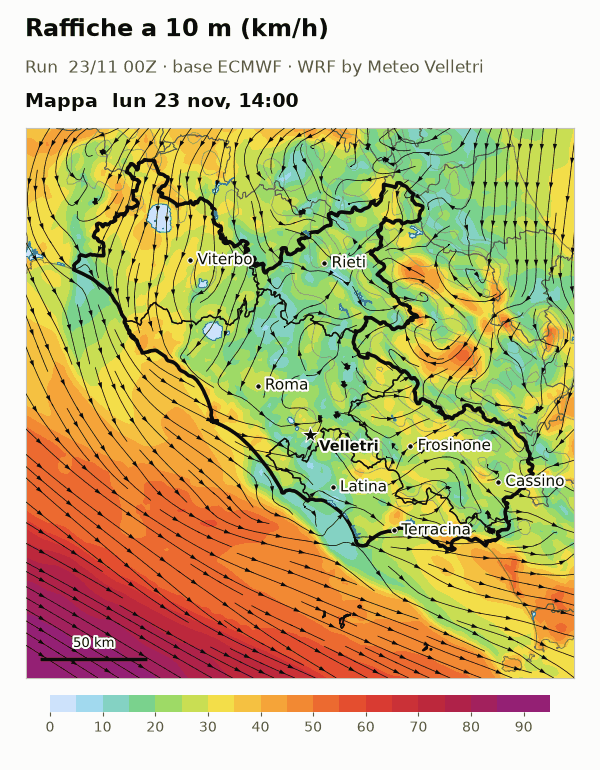 Raffiche a 10 m (km/h)
Run  23/11 00Z · base ECMWF · WRF by Meteo Velletri
Mappa  lun 23 nov, 14:00
Viterbo
Rieti
Roma
Velletri
Frosinone
Cassino
Latina
Terracina
50 km
0 10 20 30 40 50 60 70 80 90